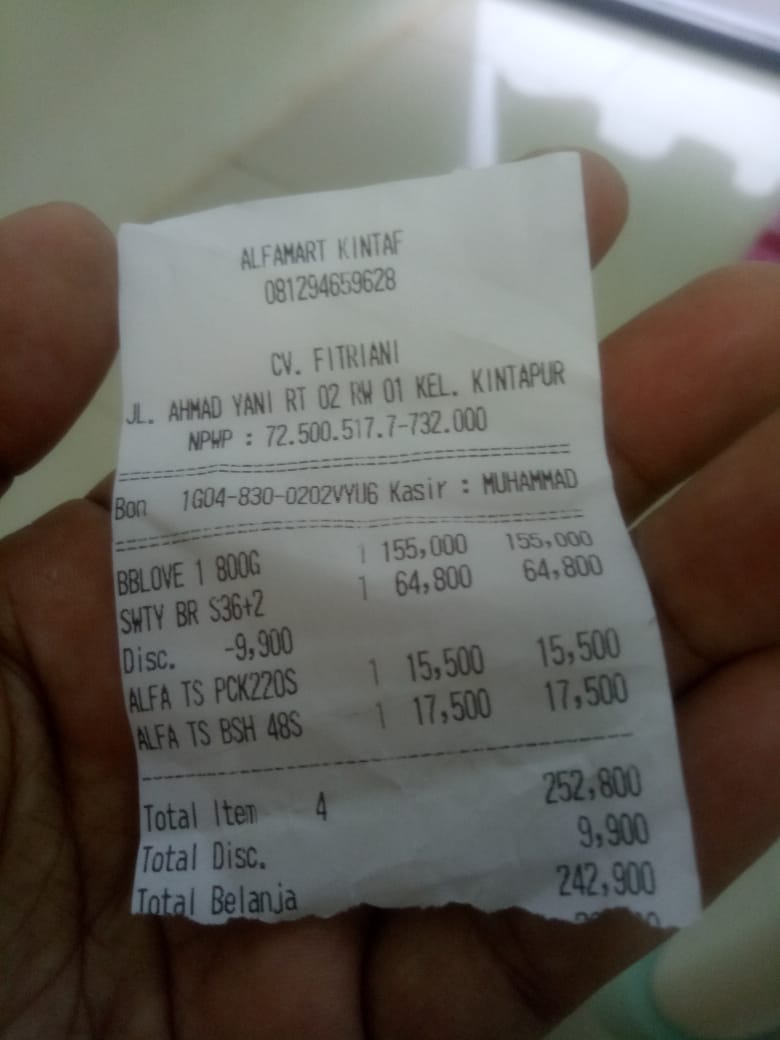 ALFAMART KINTAF
081294659628
CV. FITRIANI
JL. AHMAD YANI RT 02 RW 01 KEL. KINTAPUR
NPWP : 72.500.517.7-732.000
Bon 1G04-830-0202VYU6 Kasir : MUHAMMAD
BBLOVE 1 800G 1 155,000 155,000
SWTY BR S36+2 1 64,800 64,800
Disc. -9,900
ALFA TS PCK220S 1 15,500 15,500
ALFA TS BSH 48S 1 17,500 17,500
Total Item 4 252,800
Total Disc. 9,900
Total Belanja 242,900